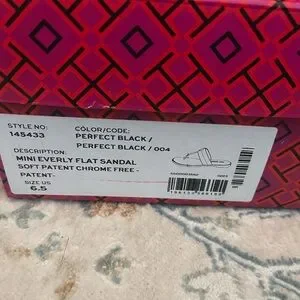 STYLE NO:
145433
COLOR/CODE:
PERFECT BLACK /
PERFECT BLACK / 004
DESCRIPTION:
MINI EVERLY FLAT SANDAL
SOFT PATENT CHROME FREE -
PATENT-
SIZE US
6.5